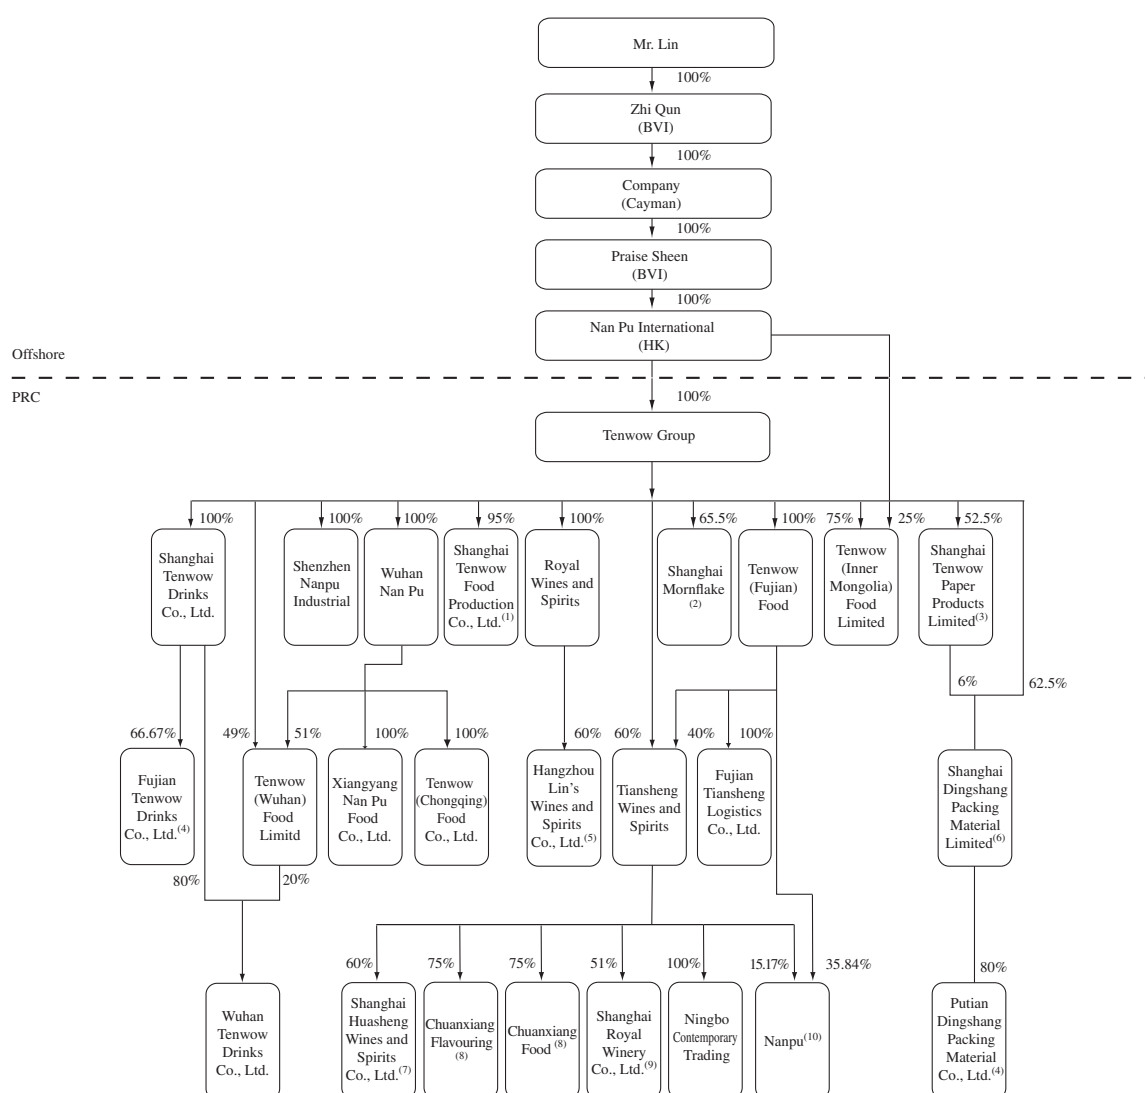 Mr. Lin
100%
Zhi Qun
(BVI)
100%
Company
(Cayman)
100%
Praise Sheen
(BVI)
100%
Nan Pu International
(HK)
Offshore
PRC
100%
Tenwow Group
100%
100%
100%
95%
100%
65.5%
100%
75%
25%
52.5%
Shanghai
Tenwow
Drinks
Co., Ltd.
Shenzhen
Nanpu
Industrial
Wuhan
Nan Pu
Shanghai
Tenwow
Food
Production
Co., Ltd.(1)
Royal
Wines and
Spirits
Shanghai
Mornflake
(2)
Tenwow
(Fujian)
Food
Tenwow
(Inner
Mongolia)
Food
Limited
Shanghai
Tenwow
Paper
Products
Limited(3)
6%
62.5%
66.67%
49%
51%
100%
100%
60%
60%
40%
100%
Fujian
Tenwow
Drinks
Co., Ltd.(4)
Tenwow
(Wuhan)
Food
Limitd
Xiangyang
Nan Pu
Food
Co., Ltd.
Tenwow
(Chongqing)
Food
Co., Ltd.
Hangzhou
Lin's
Wines and
Spirits
Co., Ltd.(5)
Tiansheng
Wines and
Spirits
Fujian
Tiansheng
Logistics
Co., Ltd.
Shanghai
Dingshang
Packing
Material
Limited(6)
80%
20%
60%
75%
75%
51%
100%
15.17%
35.84%
80%
Wuhan
Tenwow
Drinks
Co., Ltd.
Shanghai
Huasheng
Wines and
Spirits
Co., Ltd.(7)
Chuanxiang
Flavouring
(8)
Chuanxiang
Food (8)
Shanghai
Royal
Winery
Co., Ltd.(9)
Ningbo
Contemporary
Trading
Nanpu(10)
Putian
Dingshang
Packing
Material
Co., Ltd.(4)